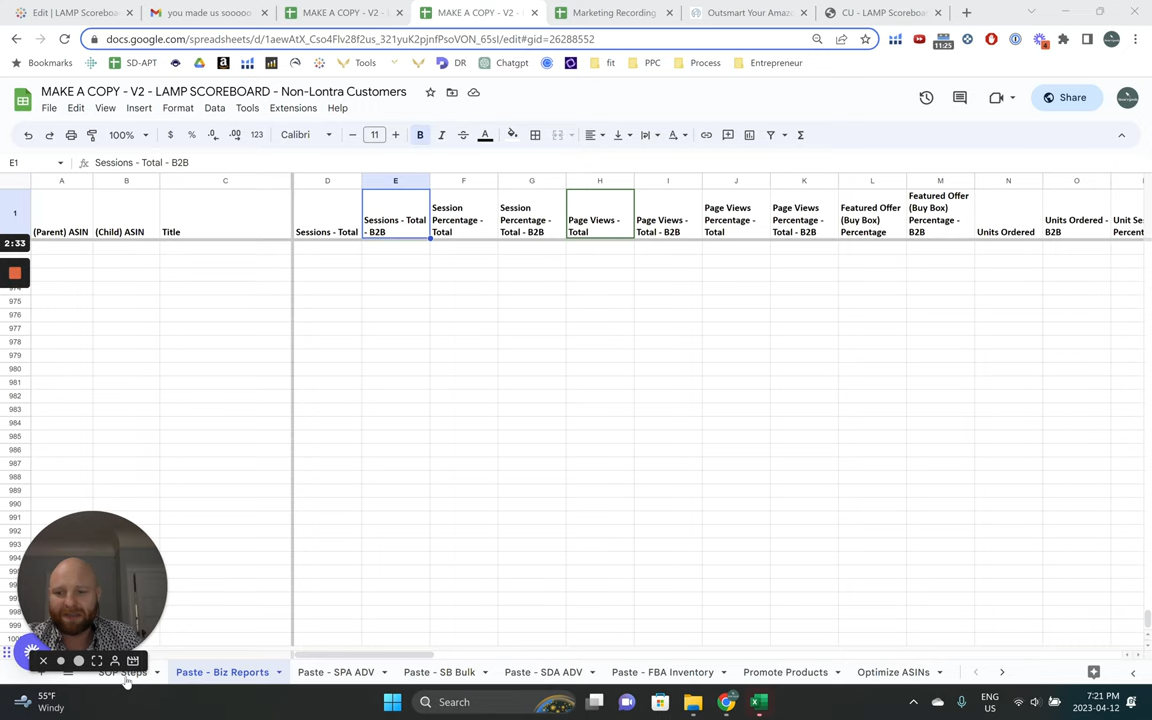 Edit | LAMP Scoreboa
you made us sooooo
MAKE A COPY - V2 - L
MAKE A COPY - V2 -
Marketing Recording
Outsmart Your Amazo
CU - LAMP Scoreboar
docs.google.com/spreadsheets/d/1aewAtX_Cso4Flv28f2us_321yuK2pjnfPsoVON_65sI/edit#gid=26288552
11:25
4
Bookmarks
SD-APT
Tools
DR
Chatgpt
fit
PPC
Process
Entrepreneur
MAKE A COPY - V2 - LAMP SCOREBOARD - Non-Lontra Customers
File Edit View Insert Format Data Tools Extensions Help
Share
100% $ % .0 .00 123 Calibri 11 B I A
E1 fx Sessions - Total - B2B
A B C D E F G H I J K L M N O
1
(Parent) ASIN
(Child) ASIN
Title
Sessions - Total
Sessions - Total
- B2B
Session
Percentage -
Total
Session
Percentage -
Total - B2B
Page Views -
Total
Page Views -
Total - B2B
Page Views
Percentage -
Total
Page Views
Percentage -
Total - B2B
Featured Offer
(Buy Box)
Percentage
Featured Offer
(Buy Box)
Percentage -
B2B
Units Ordered
Units Ordered -
B2B
Unit Se
Percent
2:33
975
976
977
978
979
980
981
982
983
984
985
986
987
988
989
990
991
992
993
994
SOP Steps
Paste - Biz Reports
Paste - SPA ADV
Paste - SB Bulk
Paste - SDA ADV
Paste - FBA Inventory
Promote Products
Optimize ASINs
55°F
Windy
Search
ENG
US
7:21 PM
2023-04-12